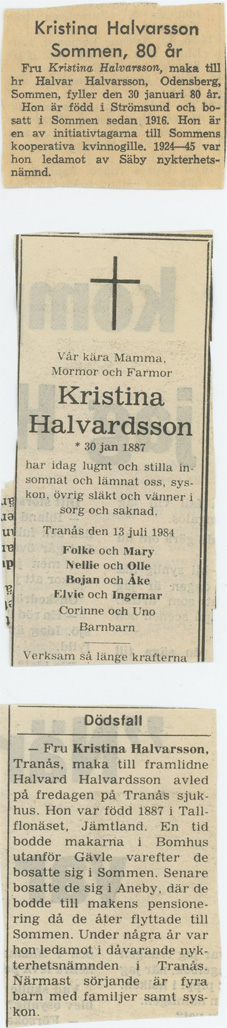 Kristina Halvarsson
Sommen, 80 år
Fru Kristina Halvarsson, maka till
hr Halvar Halvarsson, Odensberg,
Sommen, fyller den 30 januari 80 år.
Hon är född i Strömsund och bo-
satt i Sommen sedan 1916. Hon är
en av initiativtagarna till Sommens
kooperativa kvinnogille. 1924—45 var
hon ledamot av Säby nykterhets-
nämnd.
Vår kära Mamma,
Mormor och Farmor
Kristina
Halvardsson
* 30 jan 1887
har idag lugnt och stilla in-
somnat och lämnat oss, sys-
kon, övrig släkt och vänner i
sorg och saknad.
Tranås den 13 juli 1984
Folke och Mary
Nellie och Olle
Bojan och Åke
Elvie och Ingemar
Corinne och Uno
Barnbarn
Verksam så länge krafterna
Dödsfall
— Fru Kristina Halvarsson,
Tranås, maka till framlidne
Halvard Halvardsson avled
på fredagen på Tranås sjuk-
hus. Hon var född 1887 i Tall-
flonäset, Jämtland. En tid
bodde makarna i Bomhus
utanför Gävle varefter de
bosatte sig i Sommen. Senare
bosatte de sig i Aneby, där de
bodde till makens pensione-
ring då de åter flyttade till
Sommen. Under några år var
hon ledamot i dåvarande nyk-
terhetsnämnden i Tranås.
Närmast sörjande är fyra
barn med familjer samt sys-
kon.